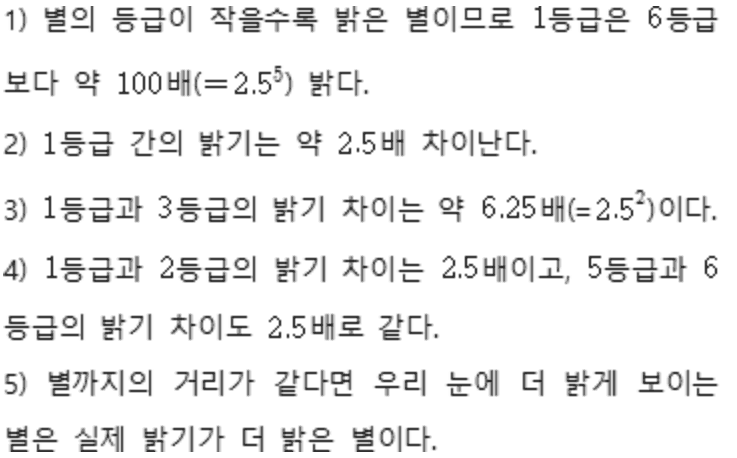 1) 별의 등급이 작을수록 밝은 별이므로 1등급은 6등급
보다 약 100배(=2.5⁵) 밝다.
2) 1등급 간의 밝기는 약 2.5배 차이난다.
3) 1등급과 3등급의 밝기 차이는 약 6.25배(=2.5²)이다.
4) 1등급과 2등급의 밝기 차이는 2.5배이고, 5등급과 6
등급의 밝기 차이도 2.5배로 같다.
5) 별까지의 거리가 같다면 우리 눈에 더 밝게 보이는
별은 실제 밝기가 더 밝은 별이다.